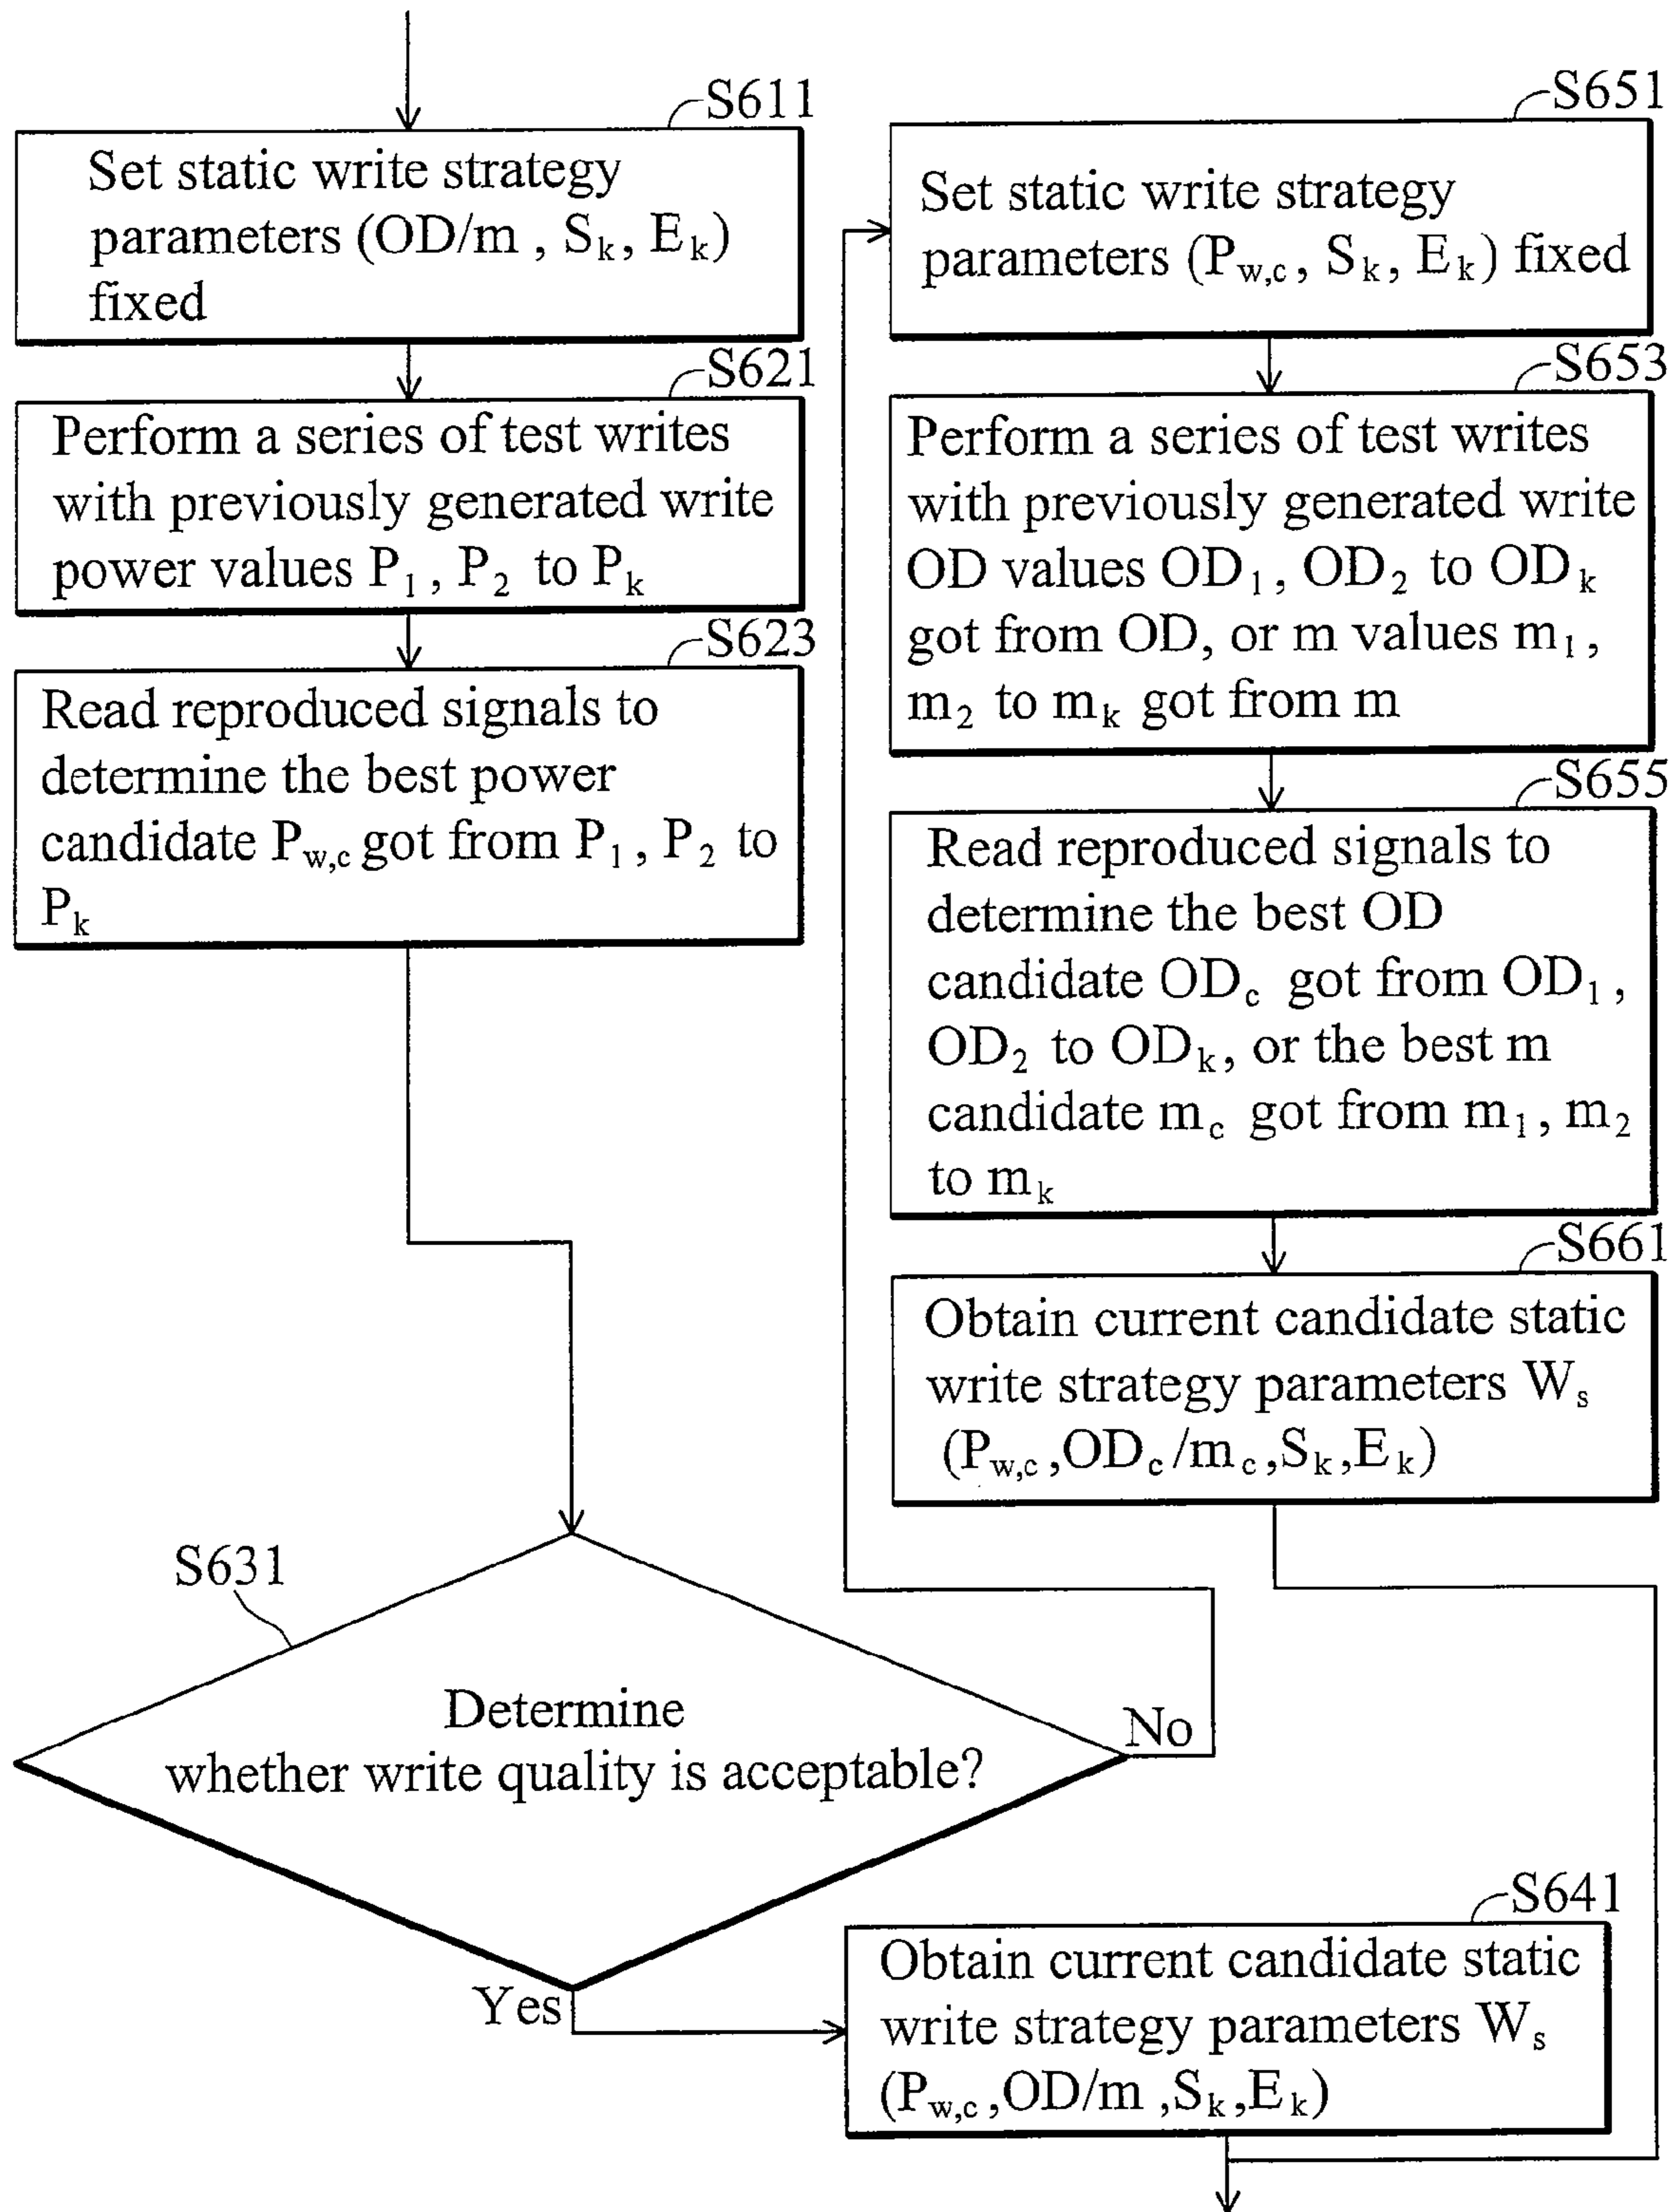 S611
Set static write strategy
parameters (OD/m , Sk, Ek)
fixed
S621
Perform a series of test writes
with previously generated write
power values P1 , P2 to Pk
S623
Read reproduced signals to
determine the best power
candidate Pw,c got from P1 , P2 to
Pk
S631
Determine
whether write quality is acceptable?
No
Yes
S651
Set static write strategy
parameters (Pw,c , Sk, Ek) fixed
S653
Perform a series of test writes
with previously generated write
OD values OD1 , OD2 to ODk
got from OD, or m values m1 ,
m2 to mk got from m
S655
Read reproduced signals to
determine the best OD
candidate ODc got from OD1 ,
OD2 to ODk, or the best m
candidate mc got from m1 , m2
to mk
S661
Obtain current candidate static
write strategy parameters Ws
(Pw,c ,ODc /mc ,Sk ,Ek)
S641
Obtain current candidate static
write strategy parameters Ws
(Pw,c ,OD/m ,Sk ,Ek)